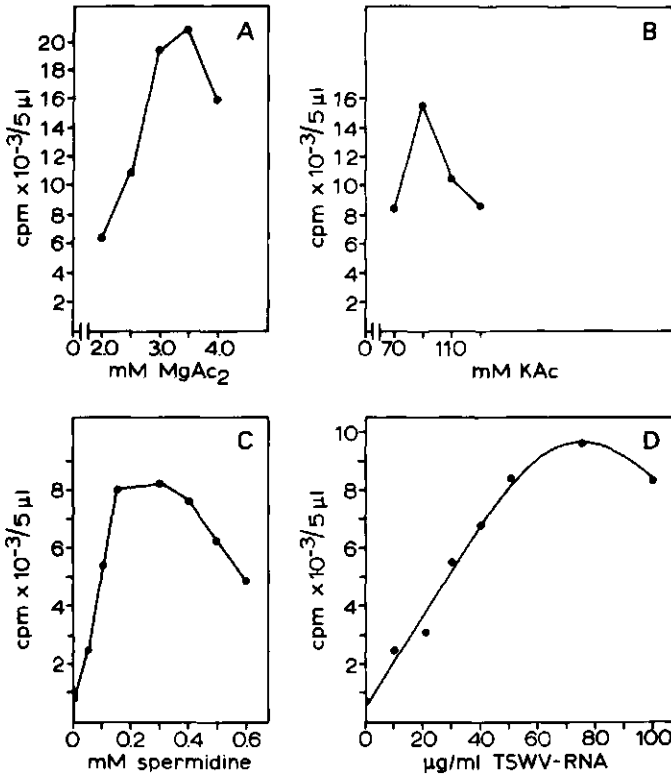 A
20
18
16
14
12
10
8
6
4
2
cpm x 10⁻³/5 µl
0 2.0 3.0 4.0
mM MgAc₂
B
16
14
12
10
8
6
4
2
cpm x 10⁻³/5 µl
0 70 110
mM KAc
C
8
6
4
2
cpm x 10⁻³/5 µl
0 0.2 0.4 0.6
mM spermidine
D
10
8
6
4
2
cpm x 10⁻³/5 µl
0 20 40 60 80 100
µg/ml TSWV-RNA